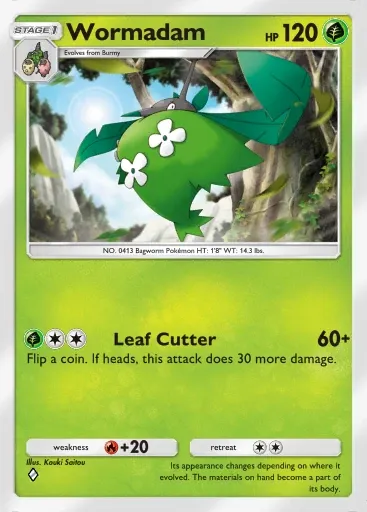 STAGE 1
Wormadam
HP 120
Evolves from Burmy
NO. 0413 Bagworm Pokémon HT: 1'8" WT: 14.3 lbs.
Leaf Cutter 60+
Flip a coin. If heads, this attack does 30 more damage.
weakness +20 retreat
Illus. Kouki Saitou
Its appearance changes depending on where it
evolved. The materials on hand become a part of
its body.